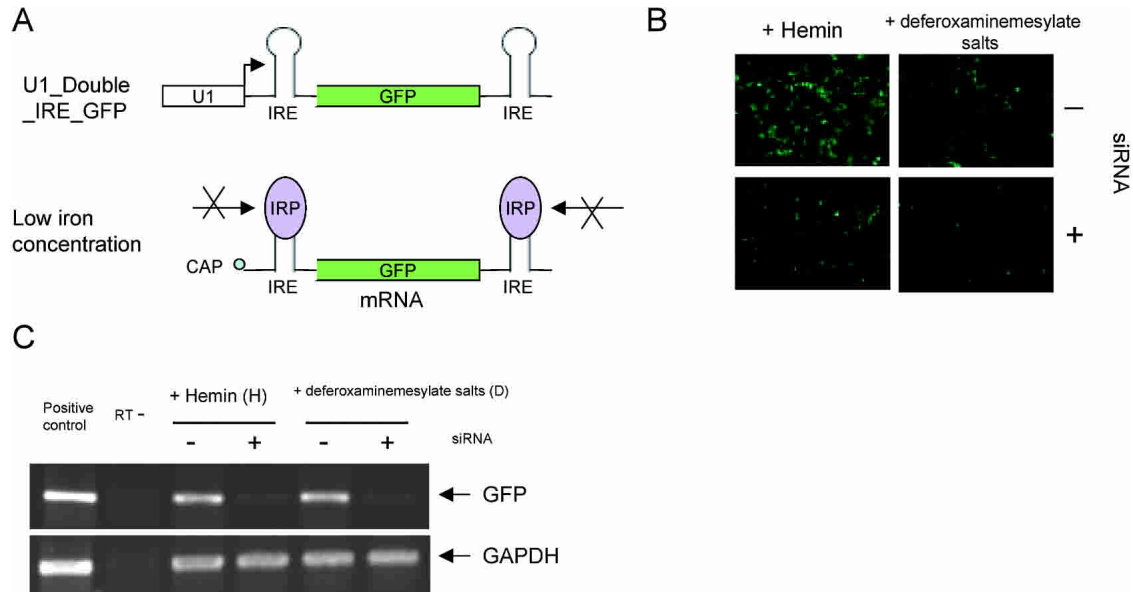 A
U1_Double
_IRE_GFP
U1
IRE
GFP
IRE
Low iron
concentration
IRP
IRP
CAP
IRE
GFP
mRNA
IRE
B
+ Hemin
+ deferoxaminemesylate
salts
–
+
siRNA
C
Positive
control
RT -
+ Hemin (H)
+ deferoxaminemesylate salts (D)
- + - + siRNA
GFP
GAPDH